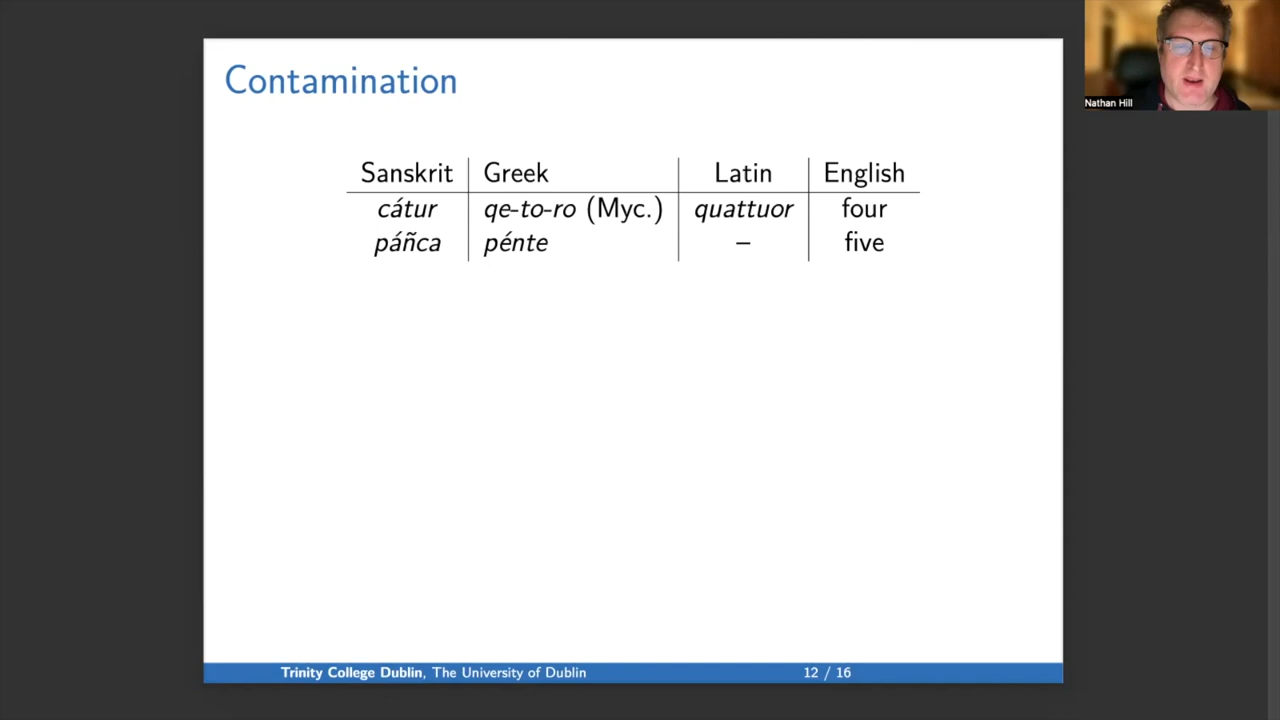 Contamination
Sanskrit Greek Latin English
cátur qe-to-ro (Myc.) quattuor four
páñca pénte – five
Trinity College Dublin, The University of Dublin 12 / 16
Nathan Hill